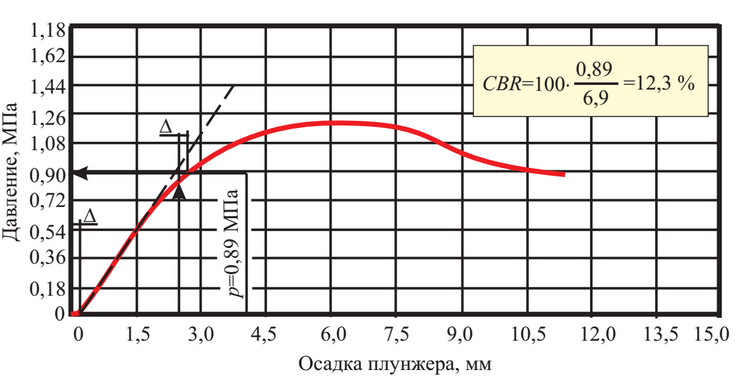 1,18
1,62
1,44
1,26
1,08
0,90
0,72
0,54
0,36
0,18
0
Давление, МПа
Δ
Δ
p=0,89 МПа
CBR=100·0,89/6,9=12,3 %
0 1,5 3,0 4,5 6,0 7,5 9,0 10,5 12,0 13,5 15,0
Осадка плунжера, мм